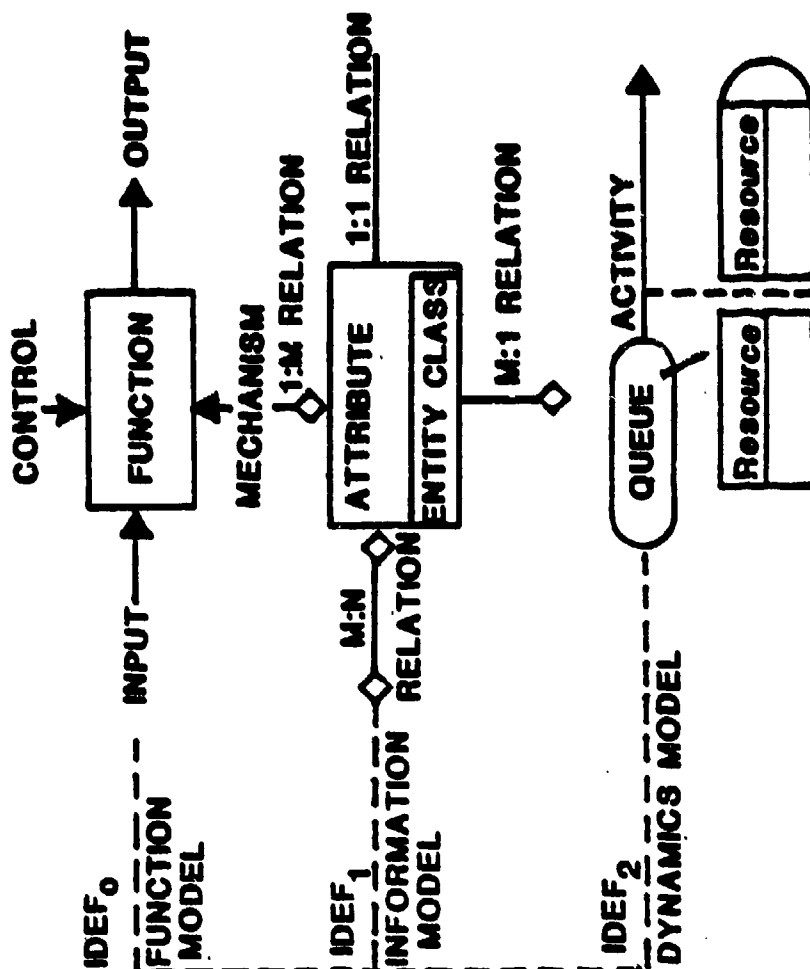 IDEF0
FUNCTION
MODEL
INPUT
CONTROL
FUNCTION
MECHANISM
OUTPUT
IDEF1
INFORMATION
MODEL
M:N
RELATION
ATTRIBUTE
ENTITY CLASS
1:M RELATION
1:1 RELATION
M:1 RELATION
IDEF2
DYNAMICS MODEL
QUEUE
ACTIVITY
Resource
Resource